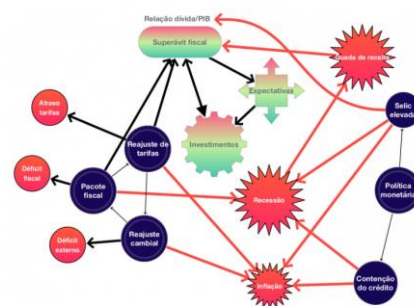 Relação dívida/PIB
Superávit fiscal
Queda de receita
Expectativas
Atraso
tarifas
Selic
elevada
Reajuste de
tarifas
Investimentos
Déficit
fiscal
Pacote
fiscal
Recessão
Política
monetária
Reajuste
cambial
Déficit
externo
Inflação
Contenção
do crédito